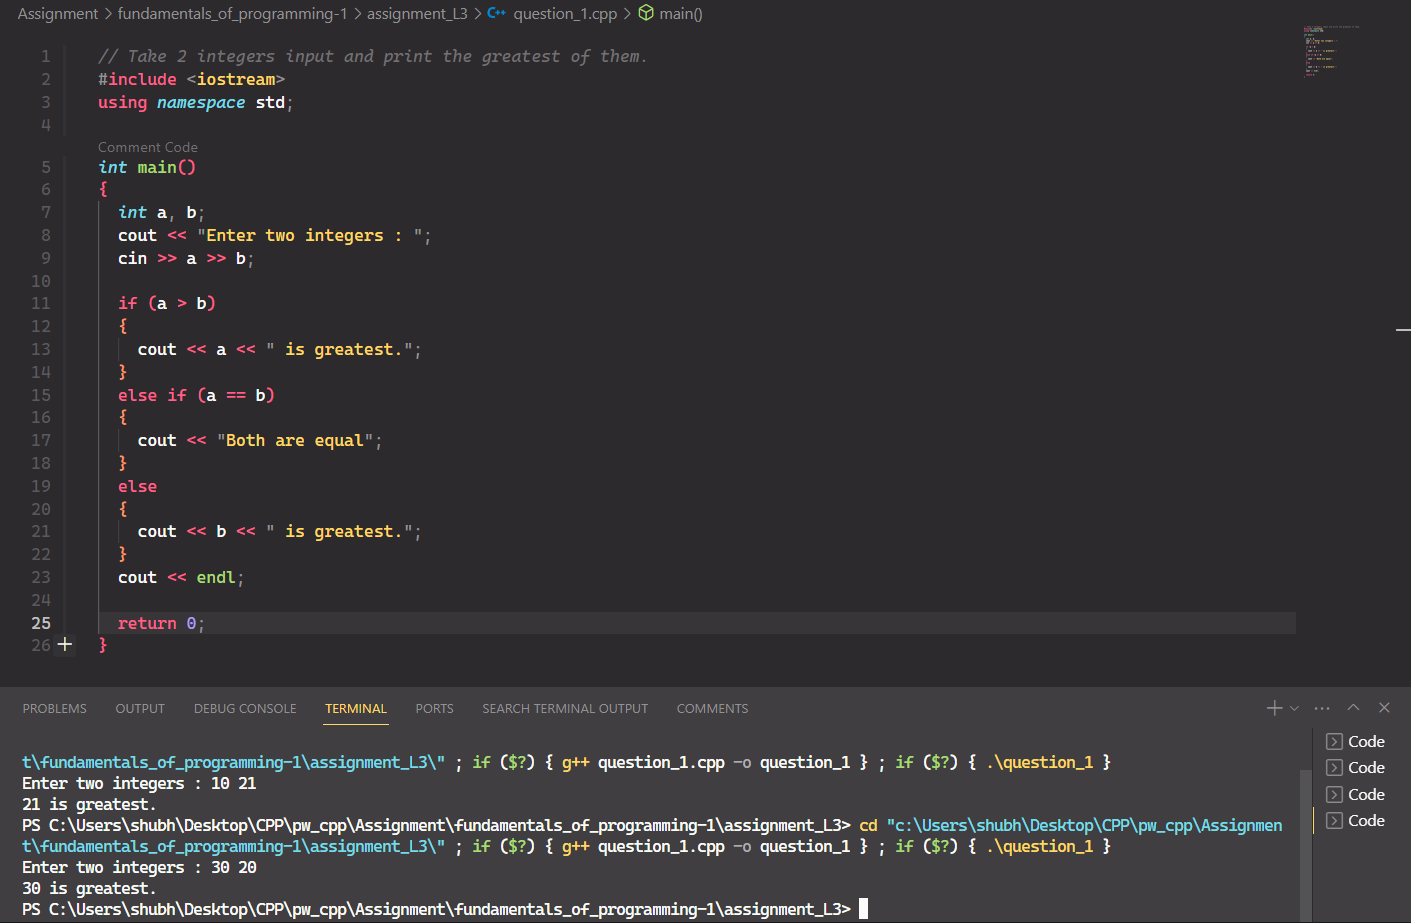 Assignment > fundamentals_of_programming-1 > assignment_L3 > C++ question_1.cpp > main()
1 // Take 2 integers input and print the greatest of them.
2 #include <iostream>
3 using namespace std;
4
Comment Code
5 int main()
6 {
7 int a, b;
8 cout << "Enter two integers : ";
9 cin >> a >> b;
10
11 if (a > b)
12 {
13 cout << a << " is greatest.";
14 }
15 else if (a == b)
16 {
17 cout << "Both are equal";
18 }
19 else
20 {
21 cout << b << " is greatest.";
22 }
23 cout << endl;
24
25 return 0;
26 }
PROBLEMS OUTPUT DEBUG CONSOLE TERMINAL PORTS SEARCH TERMINAL OUTPUT COMMENTS
t\fundamentals_of_programming-1\assignment_L3\" ; if ($?) { g++ question_1.cpp -o question_1 } ; if ($?) { .\question_1 }
Enter two integers : 10 21
21 is greatest.
PS C:\Users\shubh\Desktop\CPP\pw_cpp\Assignment\fundamentals_of_programming-1\assignment_L3> cd "c:\Users\shubh\Desktop\CPP\pw_cpp\Assignmen
t\fundamentals_of_programming-1\assignment_L3\" ; if ($?) { g++ question_1.cpp -o question_1 } ; if ($?) { .\question_1 }
Enter two integers : 30 20
30 is greatest.
PS C:\Users\shubh\Desktop\CPP\pw_cpp\Assignment\fundamentals_of_programming-1\assignment_L3>
Code
Code
Code
Code